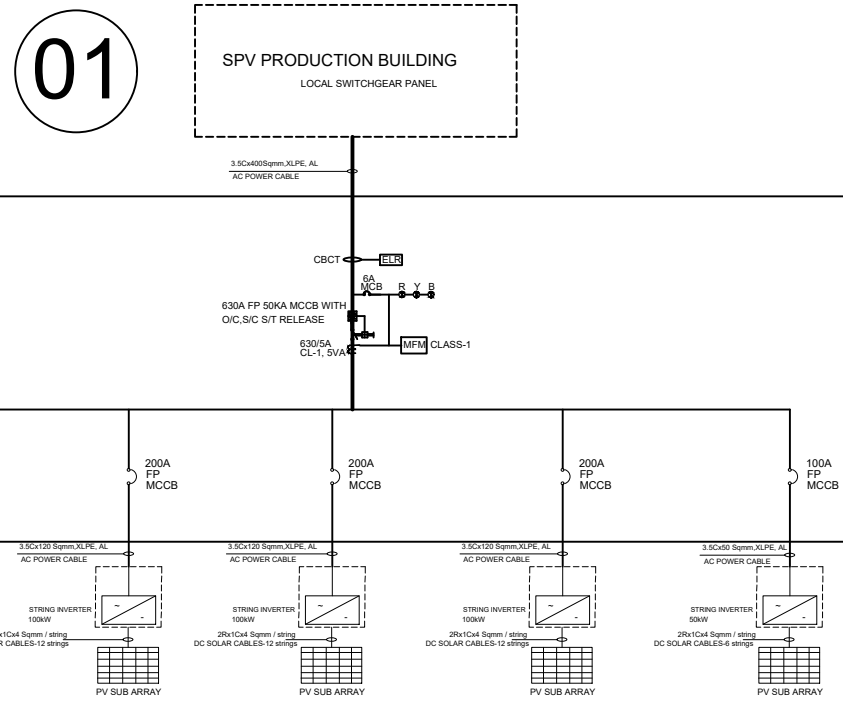 01
SPV PRODUCTION BUILDING
LOCAL SWITCHGEAR PANEL
3.5Cx400Sqmm,XLPE, AL
AC POWER CABLE
CBCT
ELR
6A
MCB
R Y B
630A FP 50KA MCCB WITH
O/C,S/C S/T RELEASE
630/5A
CL-1, 5VA
MFM
CLASS-1
200A
FP
MCCB
200A
FP
MCCB
200A
FP
MCCB
100A
FP
MCCB
3.5Cx120 Sqmm,XLPE, AL
AC POWER CABLE
3.5Cx120 Sqmm,XLPE, AL
AC POWER CABLE
3.5Cx120 Sqmm,XLPE, AL
AC POWER CABLE
3.5Cx50 Sqmm,XLPE, AL
AC POWER CABLE
STRING INVERTER
100kW
~
-
STRING INVERTER
100kW
~
-
STRING INVERTER
100kW
~
-
STRING INVERTER
50kW
~
-
x1Cx4 Sqmm / string
R CABLES-12 strings
2Rx1Cx4 Sqmm / string
DC SOLAR CABLES-12 strings
2Rx1Cx4 Sqmm / string
DC SOLAR CABLES-12 strings
2Rx1Cx4 Sqmm / string
DC SOLAR CABLES-6 strings
PV SUB ARRAY
PV SUB ARRAY
PV SUB ARRAY
PV SUB ARRAY